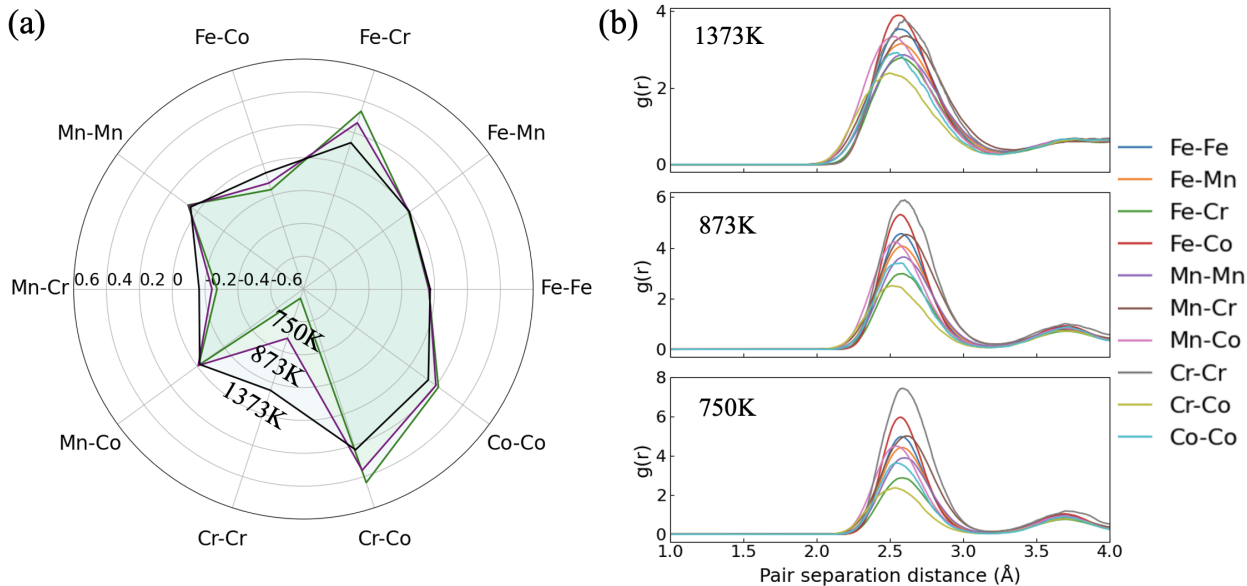 (a)
Fe-Co
Fe-Cr
Mn-Mn
Fe-Mn
Mn-Cr
0.6 0.4 0.2 0 -0.2 -0.4 -0.6
Fe-Fe
750K
873K
1373K
Mn-Co
Co-Co
Cr-Cr
Cr-Co
(b)
4
2
0
g(r)
1373K
6
4
2
0
g(r)
873K
8
6
4
2
0
g(r)
750K
1.0 1.5 2.0 2.5 3.0 3.5 4.0
Pair separation distance (Å)
Fe-Fe
Fe-Mn
Fe-Cr
Fe-Co
Mn-Mn
Mn-Cr
Mn-Co
Cr-Cr
Cr-Co
Co-Co